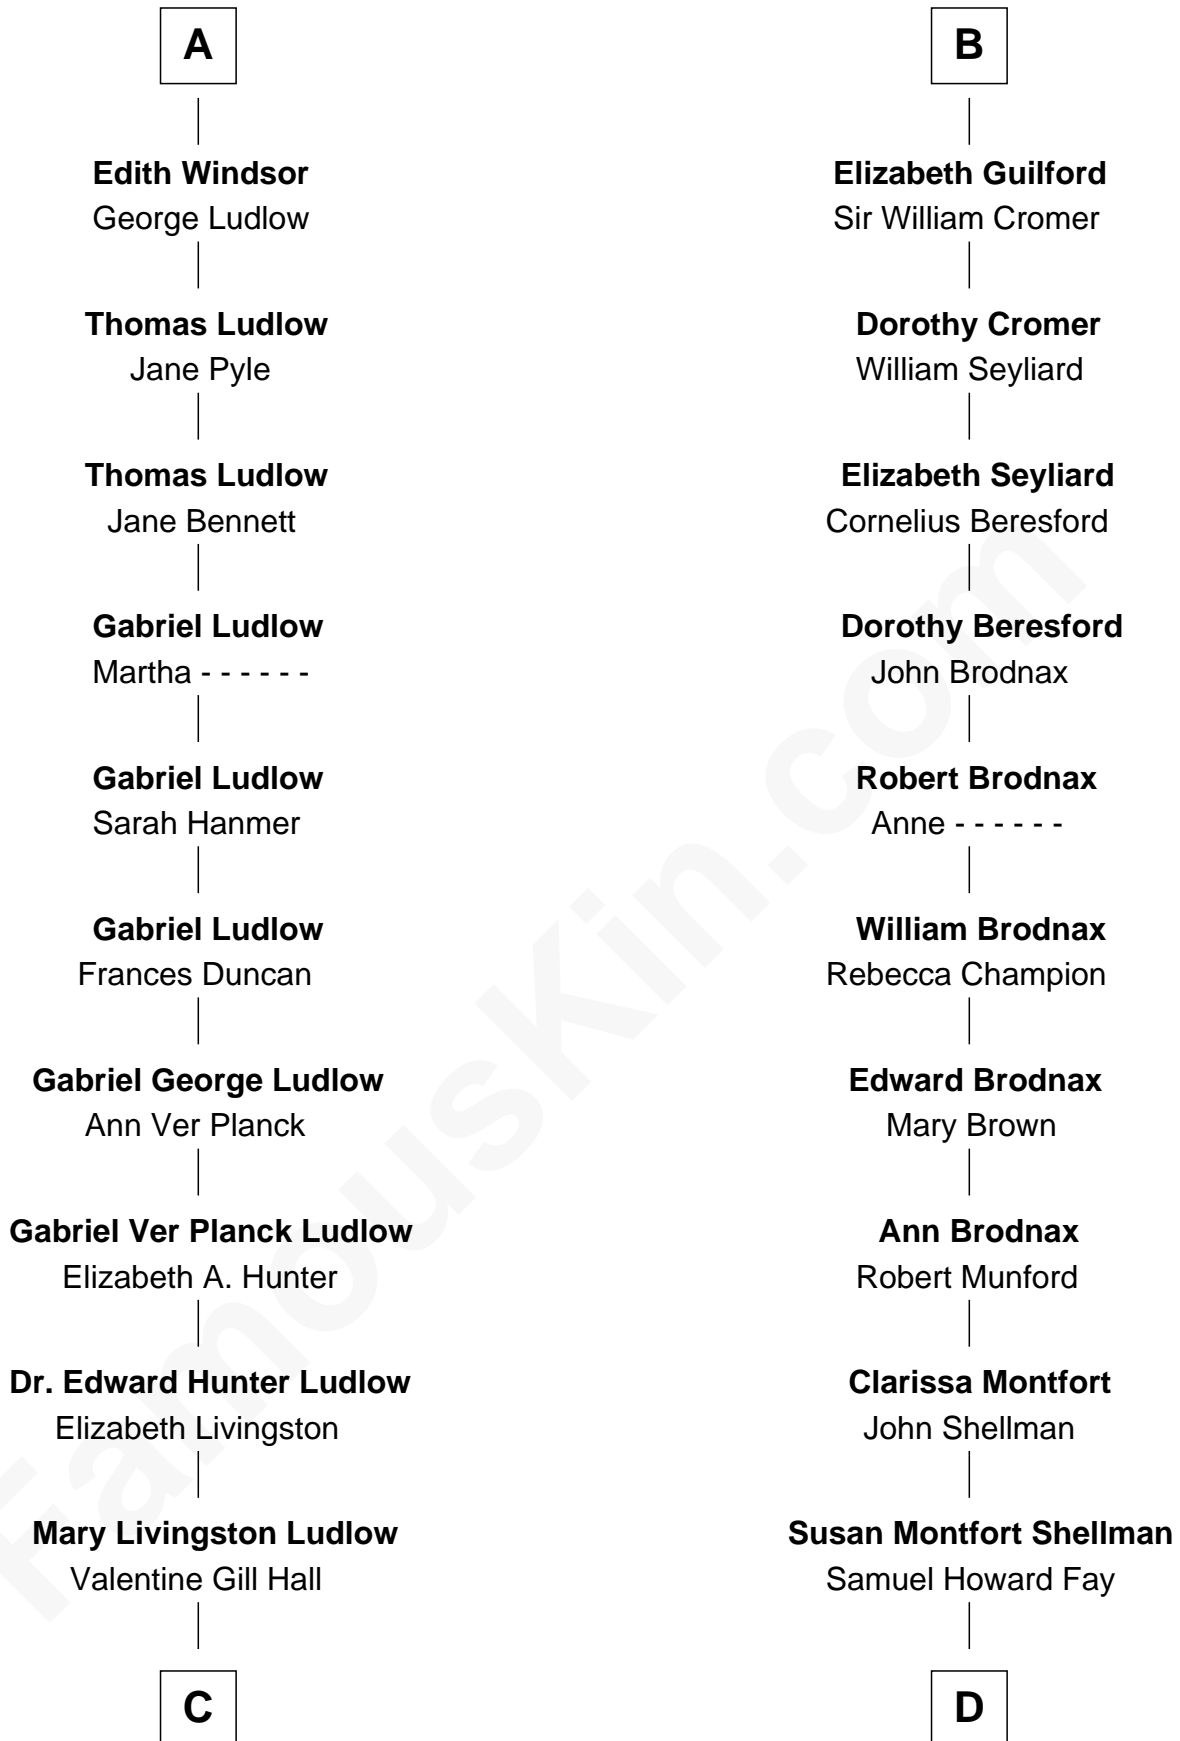 A
Edith Windsor
George Ludlow
Thomas Ludlow
Jane Pyle
Thomas Ludlow
Jane Bennett
Gabriel Ludlow
Martha - - - - - -
Gabriel Ludlow
Sarah Hanmer
Gabriel Ludlow
Frances Duncan
Gabriel George Ludlow
Ann Ver Planck
Gabriel Ver Planck Ludlow
Elizabeth A. Hunter
Dr. Edward Hunter Ludlow
Elizabeth Livingston
Mary Livingston Ludlow
Valentine Gill Hall
C
B
Elizabeth Guilford
Sir William Cromer
Dorothy Cromer
William Seyliard
Elizabeth Seyliard
Cornelius Beresford
Dorothy Beresford
John Brodnax
Robert Brodnax
Anne - - - - - -
William Brodnax
Rebecca Champion
Edward Brodnax
Mary Brown
Ann Brodnax
Robert Munford
Clarissa Montfort
John Shellman
Susan Montfort Shellman
Samuel Howard Fay
D
FamousKin.com